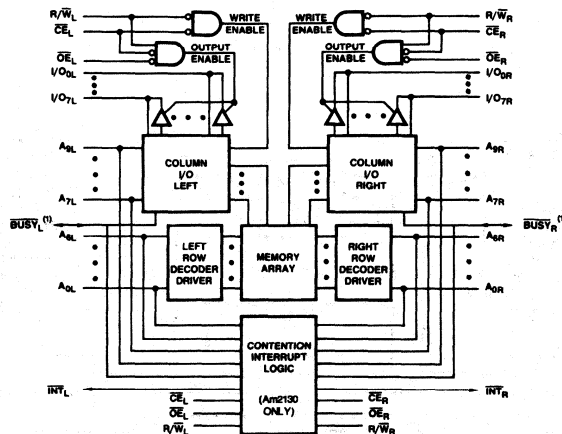 R/W̅L
R/W̅R
C̅E̅L
WRITE
ENABLE
WRITE
ENABLE
C̅E̅R
OUTPUT
ENABLE
OUTPUT
ENABLE
O̅E̅L
O̅E̅R
I/O0L
I/O0R
I/O7L
I/O7R
A9L
COLUMN
I/O
LEFT
COLUMN
I/O
RIGHT
A9R
A7L
A7R
B̅U̅S̅Y̅L(1)
B̅U̅S̅Y̅R(1)
A6L
LEFT
ROW
DECODER
DRIVER
MEMORY
ARRAY
RIGHT
ROW
DECODER
DRIVER
A6R
A0L
A0R
CONTENTION
INTERRUPT
LOGIC
(Am2130
ONLY)
I̅N̅T̅L
I̅N̅T̅R
C̅E̅L
C̅E̅R
O̅E̅L
O̅E̅R
R/W̅L
R/W̅R